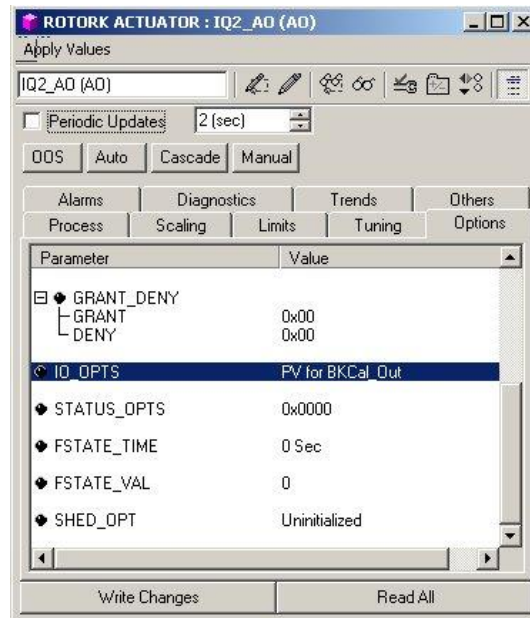 ROTORK ACTUATOR : IQ2_AO (AO)
Apply Values
IQ2_AO (AO)
Periodic Updates 2 (sec)
OOS Auto Cascade Manual
Alarms Diagnostics Trends Others
Process Scaling Limits Tuning Options
Parameter Value
GRANT_DENY
GRANT 0x00
DENY 0x00
IO_OPTS PV for BKCal_Out
STATUS_OPTS 0x0000
FSTATE_TIME 0 Sec
FSTATE_VAL 0
SHED_OPT Uninitialized
Write Changes Read All